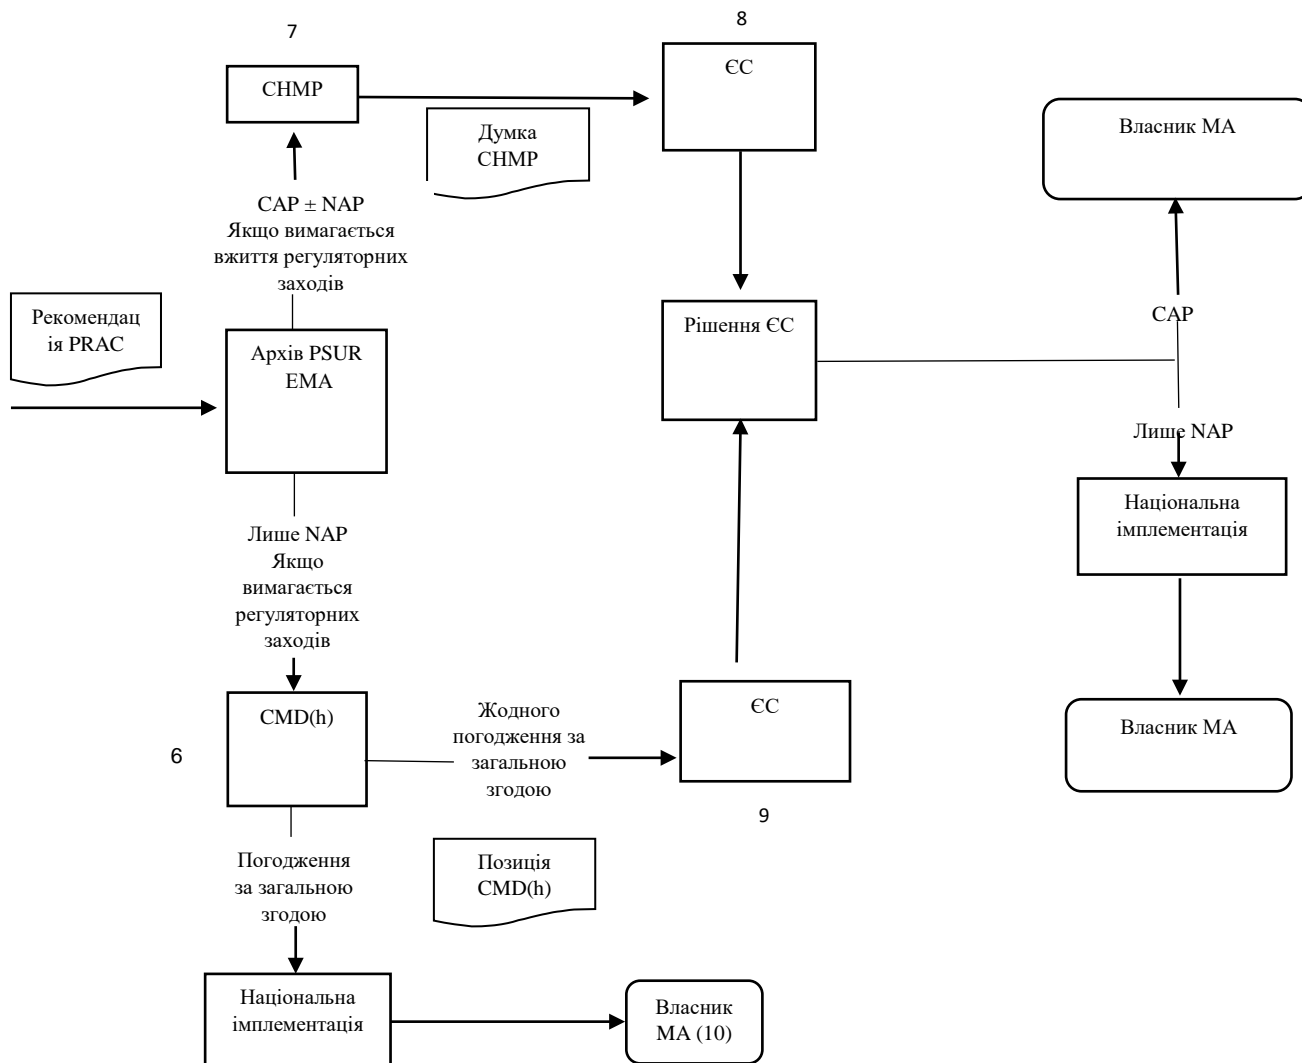 7
8
CHMP
ЄС
Власник МА
Думка
CHMP
CAP ± NAP
Якщо вимагається
вжиття регуляторних
заходів
Рекомендац
ія PRAC
Архів PSUR
EMA
Рішення ЄС
CAP
Лише NAP
Національна
імплементація
Лише NAP
Якщо
вимагається
регуляторних
заходів
CMD(h)
6
Жодного
погодження за
загальною
згодою
ЄС
Власник МА
9
Погодження
за загальною
згодою
Позиція
CMD(h)
Національна
імплементація
Власник
МА (10)